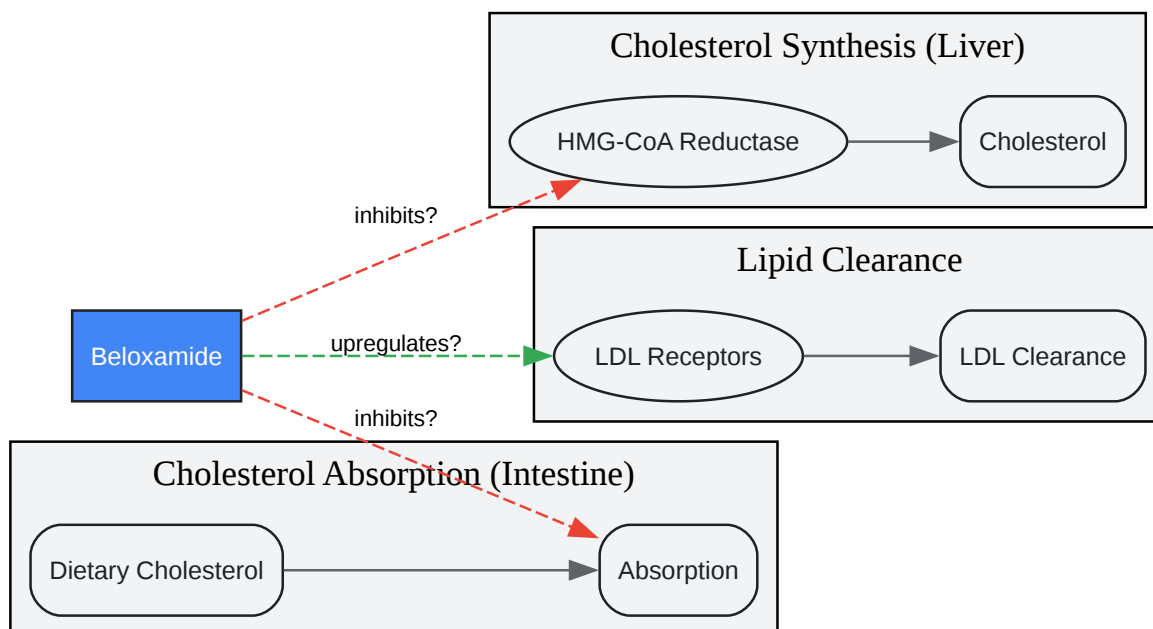 Cholesterol Synthesis (Liver)
HMG-CoA Reductase
Cholesterol
inhibits?
Lipid Clearance
Beloxamide
upregulates?
LDL Receptors
LDL Clearance
inhibits?
Cholesterol Absorption (Intestine)
Dietary Cholesterol
Absorption